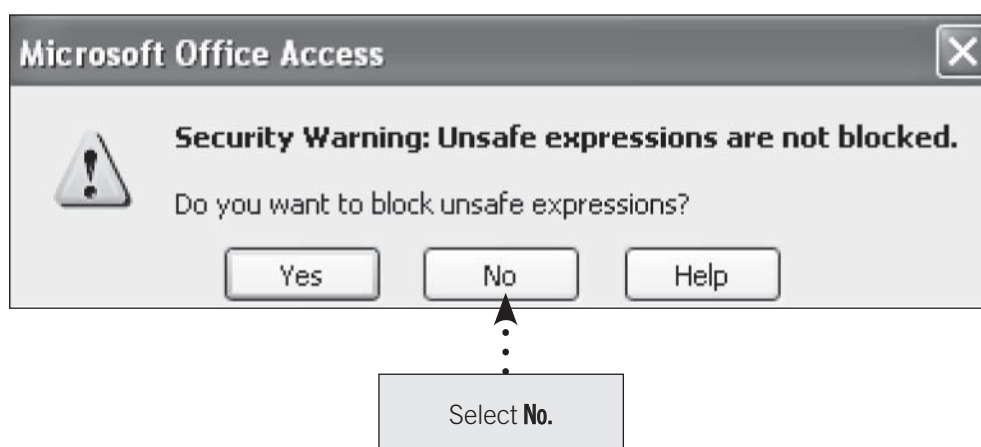 Microsoft Office Access
Security Warning: Unsafe expressions are not blocked.
Do you want to block unsafe expressions?
Yes No Help
Select No.